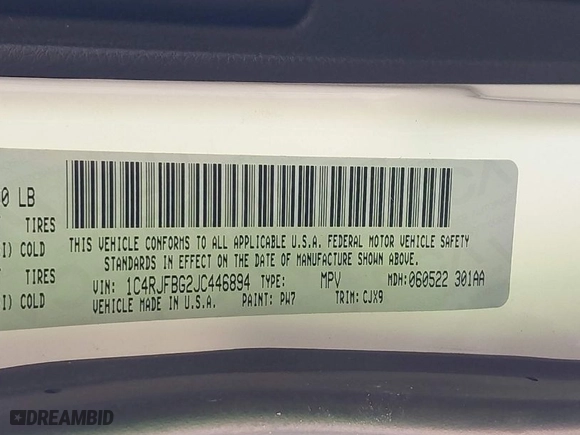 0 LB
TIRES
I) COLD
TIRES
I) COLD
THIS VEHICLE CONFORMS TO ALL APPLICABLE U.S.A. FEDERAL MOTOR VEHICLE SAFETY
STANDARDS IN EFFECT ON THE DATE OF MANUFACTURE SHOWN ABOVE.
VIN: 1C4RJFBG2JC446894 TYPE: MPV MDH: 060522 301AA
MADE IN U.S.A. PAINT: PW7 TRIM: CJX9
DREAMBID